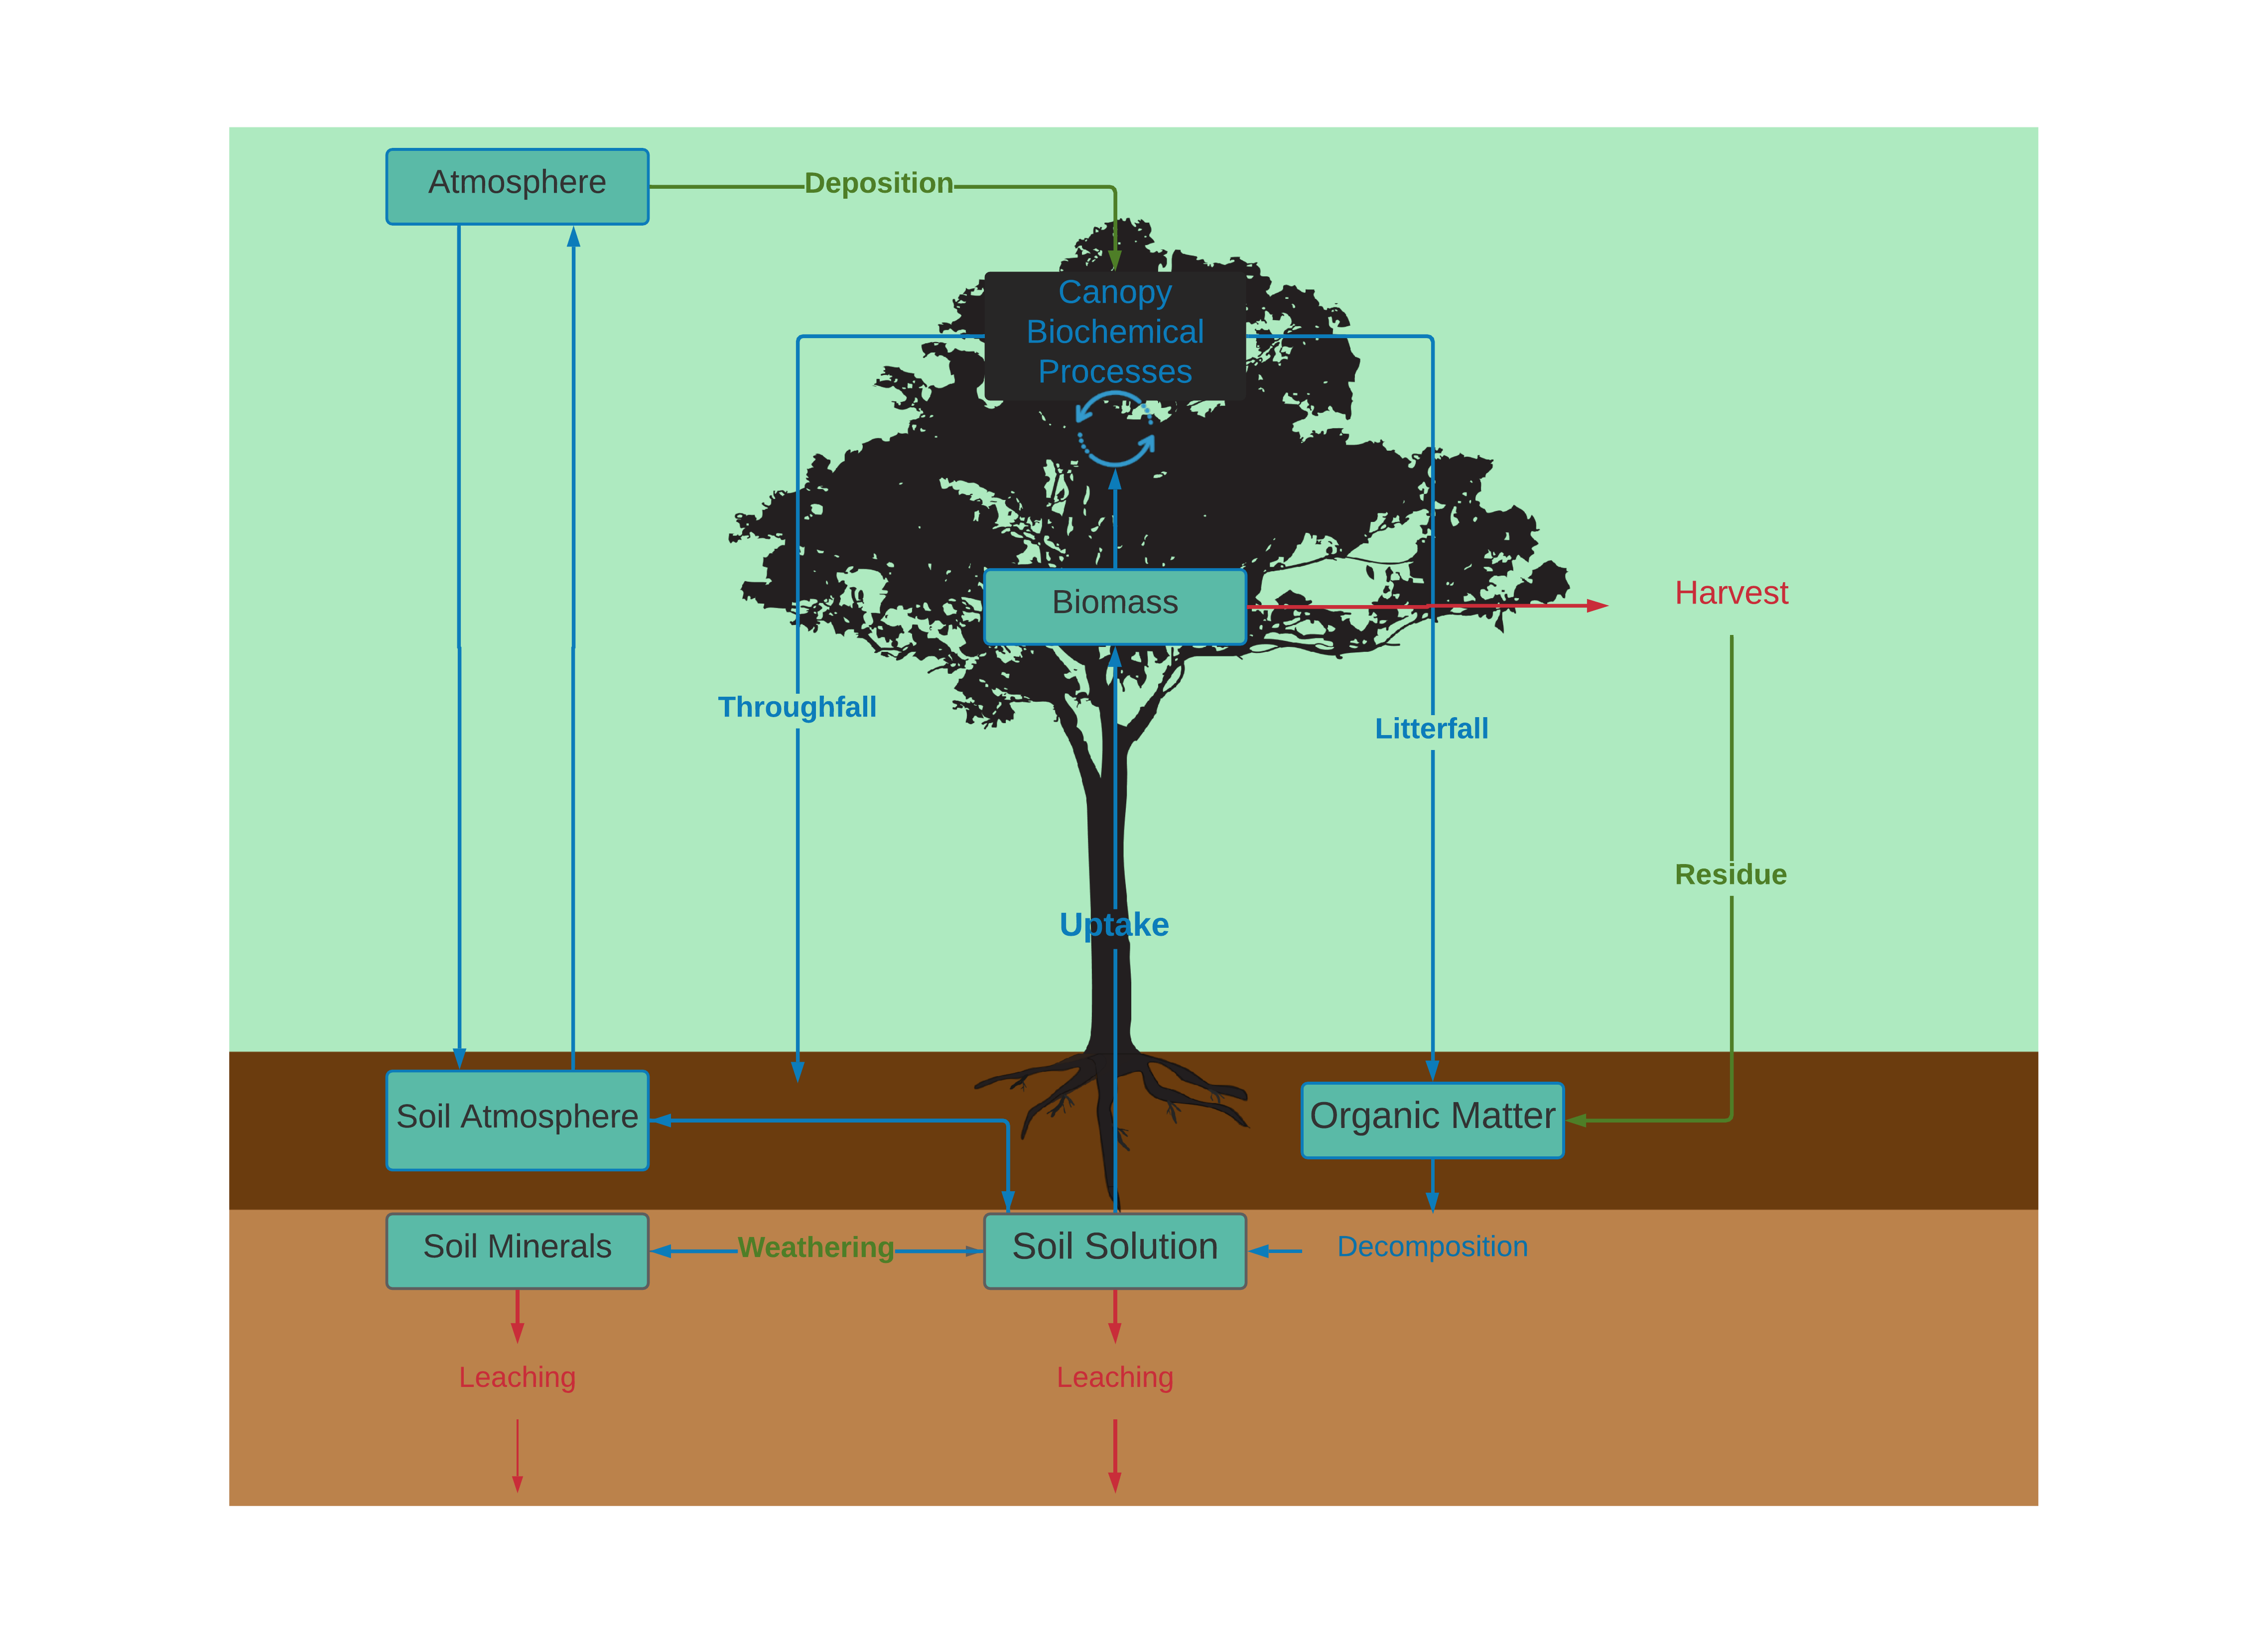 Atmosphere
Deposition
Canopy
Biochemical
Processes
Biomass
Harvest
Throughfall
Litterfall
Residue
Uptake
Soil Atmosphere
Organic Matter
Soil Minerals
Weathering
Soil Solution
Decomposition
Leaching
Leaching